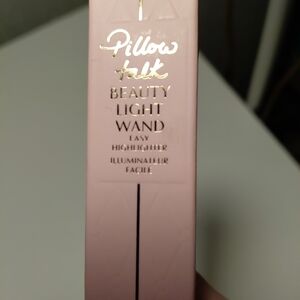 Pillow
talk
BEAUTY
LIGHT
WAND
EASY
HIGHLIGHTER
ILLUMINATEUR
FACILE